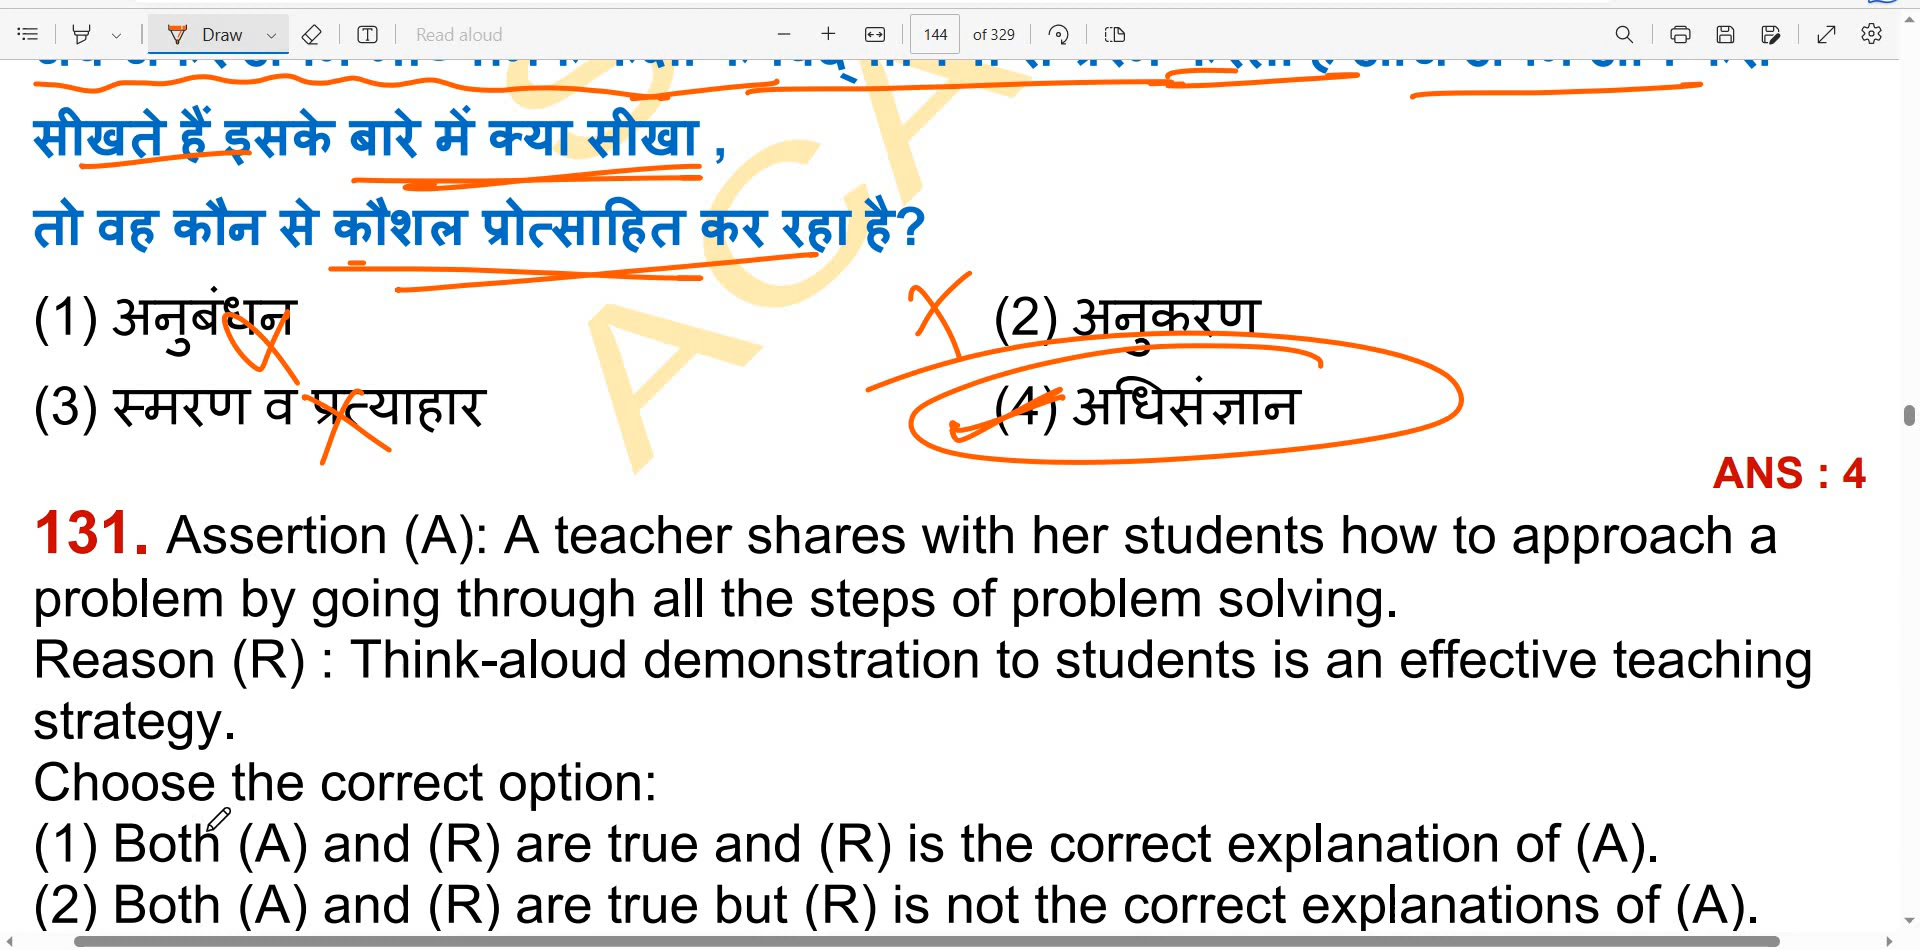 Draw
Read aloud
144 of 329
सीखते हैं इसके बारे में क्या सीखा ,
तो वह कौन से कौशल प्रोत्साहित कर रहा है?
(1) अनुबंधन
(2) अनुकरण
(3) स्मरण व प्रत्याहार
(4) अधिसंज्ञान
ANS : 4
131. Assertion (A): A teacher shares with her students how to approach a
problem by going through all the steps of problem solving.
Reason (R) : Think-aloud demonstration to students is an effective teaching
strategy.
Choose the correct option:
(1) Both (A) and (R) are true and (R) is the correct explanation of (A).
(2) Both (A) and (R) are true but (R) is not the correct explanations of (A).